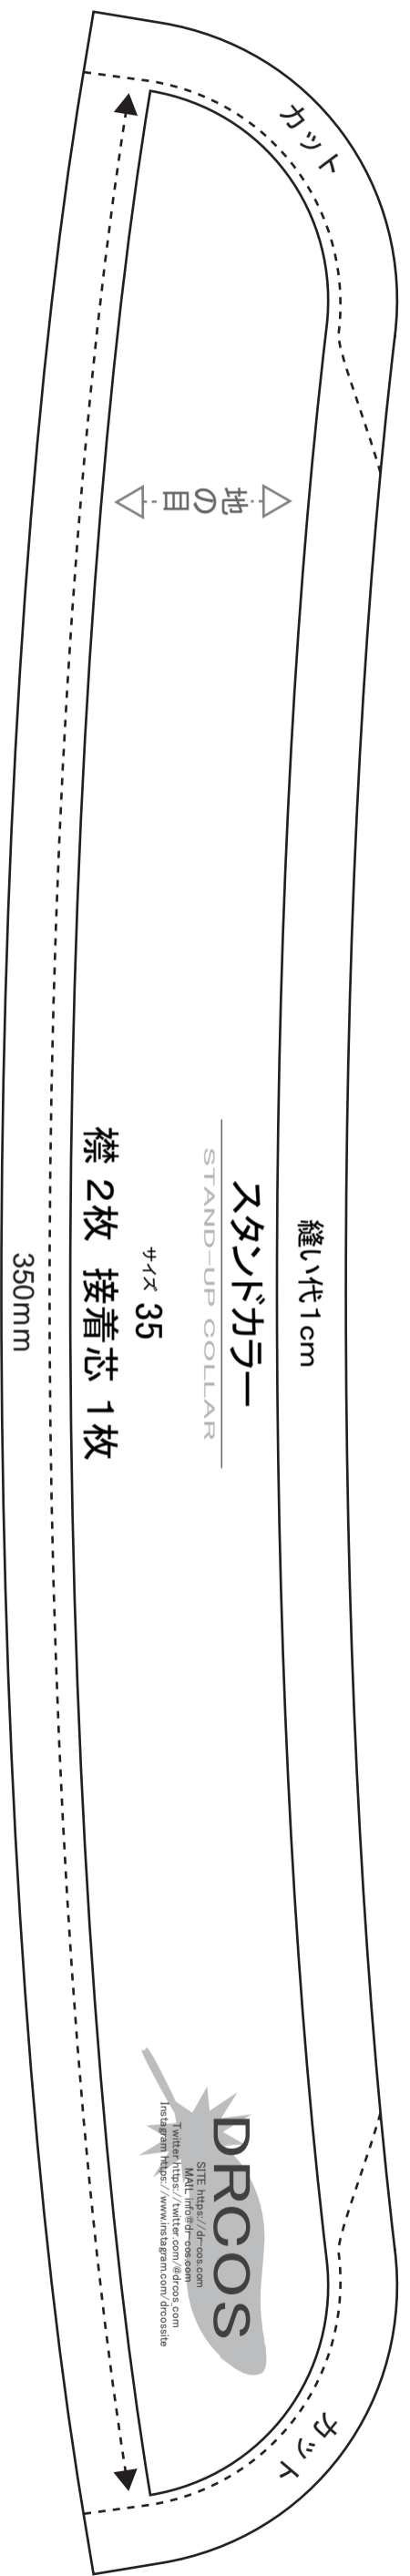 カット
地の目
縫い代1cm
スタンドカラー
STAND-UP COLLAR
サイズ 35
襟 2枚 接着芯 1枚
350mm
DRCOS
SITE https://dr-cos.com
MAIL info@dr-cos.com
Twitter https://twitter.com/@drcos_com
Instagram https://www.instagram.com/drcossite
カット